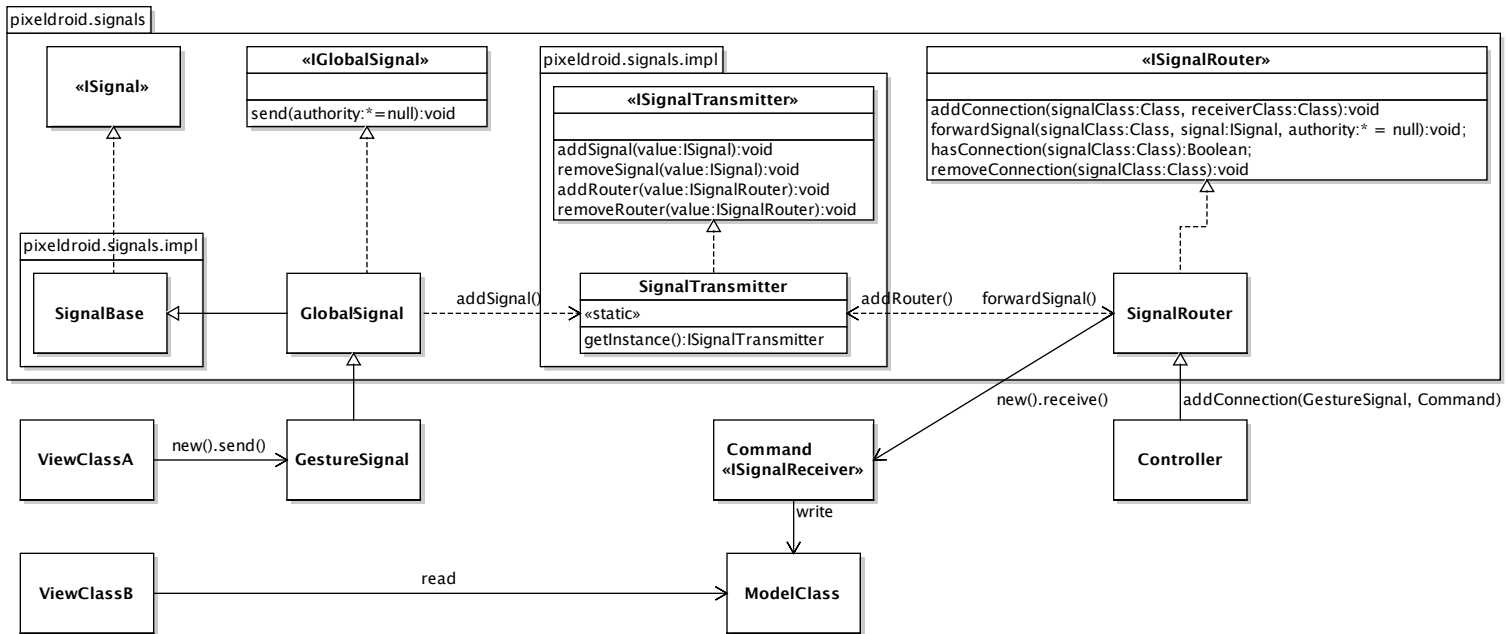 pixeldroid.signals
«ISignal»
«IGlobalSignal»
send(authority:*=null):void
pixeldroid.signals.impl
«ISignalTransmitter»
addSignal(value:ISignal):void
removeSignal(value:ISignal):void
addRouter(value:ISignalRouter):void
removeRouter(value:ISignalRouter):void
«ISignalRouter»
addConnection(signalClass:Class, receiverClass:Class):void
forwardSignal(signalClass:Class, signal:ISignal, authority:* = null):void;
hasConnection(signalClass:Class):Boolean;
removeConnection(signalClass:Class):void
pixeldroid.signals.impl
SignalBase
GlobalSignal
addSignal()
SignalTransmitter
«static»
getInstance():ISignalTransmitter
addRouter()
forwardSignal()
SignalRouter
new().receive()
addConnection(GestureSignal, Command)
ViewClassA
new().send()
GestureSignal
Command
«ISignalReceiver»
Controller
write
ViewClassB
read
ModelClass